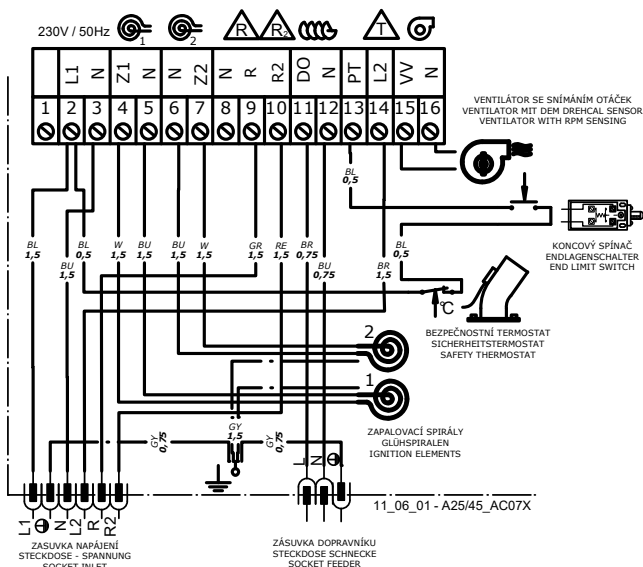 230V / 50Hz
1
2
R
R2
T
L1
N
Z1
N
N
Z2
N
R
R2
DO
N
PT
L2
VV
N
1
2
3
4
5
6
7
8
9
10
11
12
13
14
15
16
VENTILÁTOR SE SNÍMÁNÍM OTÁČEK
VENTILATOR MIT DEM DREHCAL SENSOR
VENTILATOR WITH RPM SENSING
BL
0,5
BL
1,5
BU
1,5
BL
0,5
W
1,5
BU
1,5
BU
1,5
W
1,5
GR
1,5
RE
1,5
BR
0,75
BU
0,75
BR
1,5
BL
0,5
KONCOVÝ SPÍNAČ
ENDLAGENSCHALTER
END LIMIT SWITCH
°C
BEZPEČNOSTNÍ TERMOSTAT
SICHERHEITSTERMOSTAT
SAFETY THERMOSTAT
2
1
ZAPALOVACÍ SPIRÁLY
GLÜHSPIRALEN
IGNITION ELEMENTS
GY
0,75
GY
1,5
GY
0,75
L
N
L1
N
L2
R
R2
11_06_01 - A25/45_AC07X
ZASUVKA NAPÁJENÍ
STECKDOSE - SPANNUNG
SOCKET INLET
ZÁSUVKA DOPRAVNÍKU
STECKDOSE SCHNECKE
SOCKET FEEDER